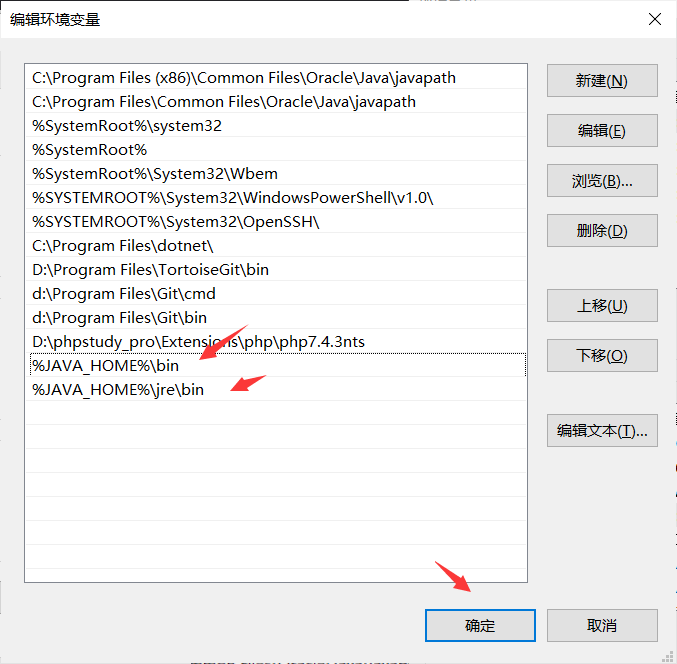 编辑环境变量
C:\Program Files (x86)\Common Files\Oracle\Java\javapath
C:\Program Files\Common Files\Oracle\Java\javapath
%SystemRoot%\system32
%SystemRoot%
%SystemRoot%\System32\Wbem
%SYSTEMROOT%\System32\WindowsPowerShell\v1.0\
%SYSTEMROOT%\System32\OpenSSH\
C:\Program Files\dotnet\
D:\Program Files\TortoiseGit\bin
d:\Program Files\Git\cmd
d:\Program Files\Git\bin
D:\phpstudy_pro\Extensions\php\php7.4.3nts
%JAVA_HOME%\bin
%JAVA_HOME%\jre\bin
新建(N)
编辑(E)
浏览(B)...
删除(D)
上移(U)
下移(O)
编辑文本(T)...
确定
取消